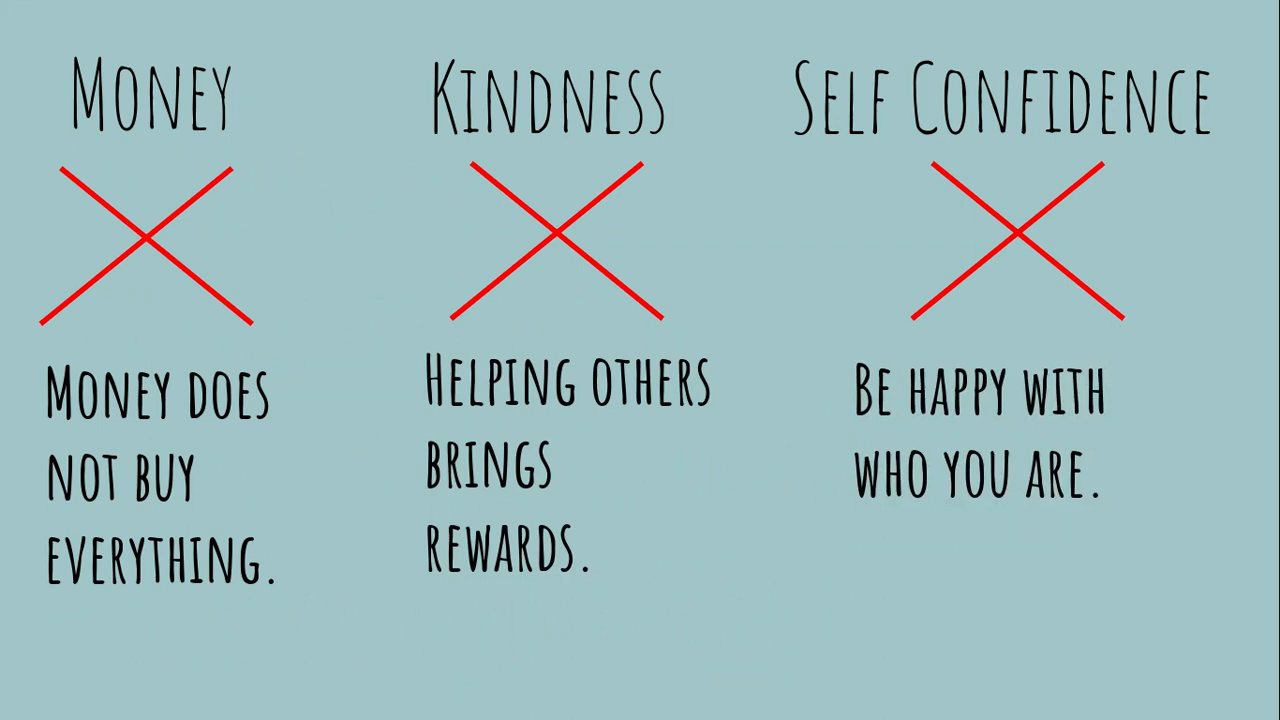 Money
Kindness
Self Confidence
Money does
not buy
everything.
Helping others
brings
rewards.
Be happy with
who you are.